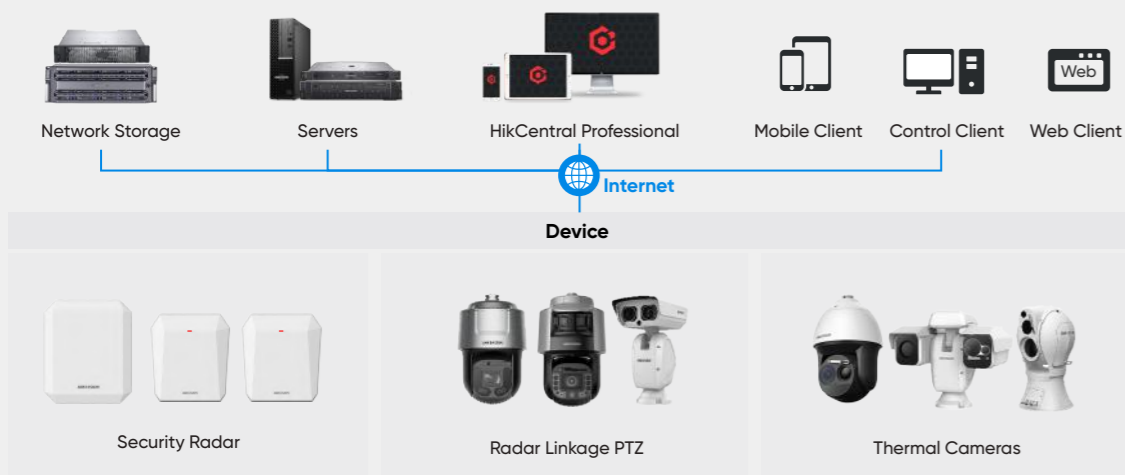 Web
Network Storage
Servers
HikCentral Professional
Mobile Client
Control Client
Web Client
Internet
Device
Security Radar
Radar Linkage PTZ
Thermal Cameras